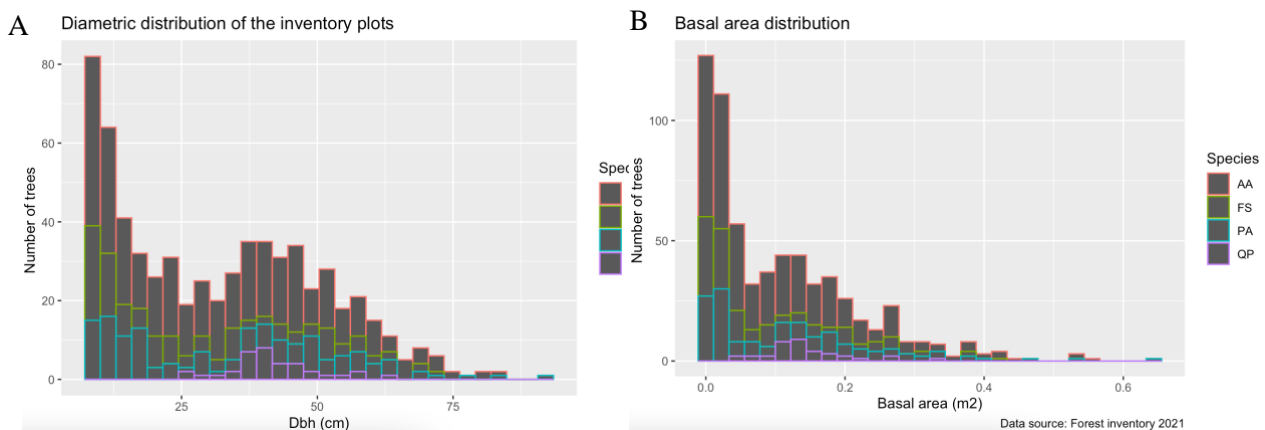 A
Diametric distribution of the inventory plots
80
60
40
20
0
Number of trees
25
50
75
Dbh (cm)
Spec
B
Basal area distribution
100
50
0
Number of trees
0.0
0.2
0.4
0.6
Basal area (m2)
Species
AA
FS
PA
QP
Data source: Forest inventory 2021